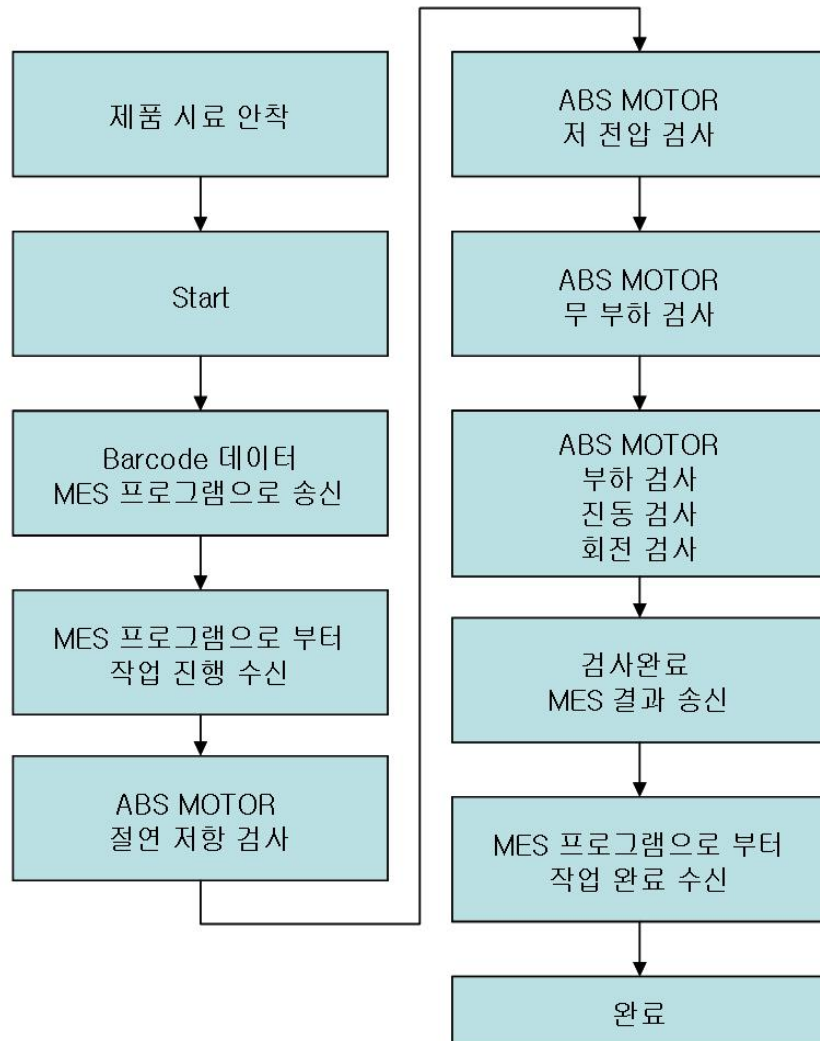 제품 시료 안착
Start
Barcode 데이터
MES 프로그램으로 송신
MES 프로그램으로 부터
작업 진행 수신
ABS MOTOR
절연 저항 검사
ABS MOTOR
저 전압 검사
ABS MOTOR
무 부하 검사
ABS MOTOR
부하 검사
진동 검사
회전 검사
검사완료
MES 결과 송신
MES 프로그램으로 부터
작업 완료 수신
완료